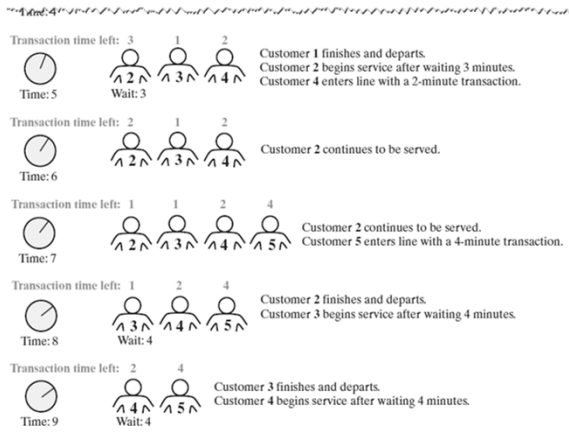 Time: 4
Transaction time left: 3 1 2
2 3 4
Customer 1 finishes and departs.
Customer 2 begins service after waiting 3 minutes.
Customer 4 enters line with a 2-minute transaction.
Time: 5
Wait: 3
Transaction time left: 2 1 2
2 3 4
Customer 2 continues to be served.
Time: 6
Transaction time left: 1 1 2 4
2 3 4 5
Customer 2 continues to be served.
Customer 5 enters line with a 4-minute transaction.
Time: 7
Transaction time left: 1 2 4
3 4 5
Customer 2 finishes and departs.
Customer 3 begins service after waiting 4 minutes.
Time: 8
Wait: 4
Transaction time left: 2 4
4 5
Customer 3 finishes and departs.
Customer 4 begins service after waiting 4 minutes.
Time: 9
Wait: 4